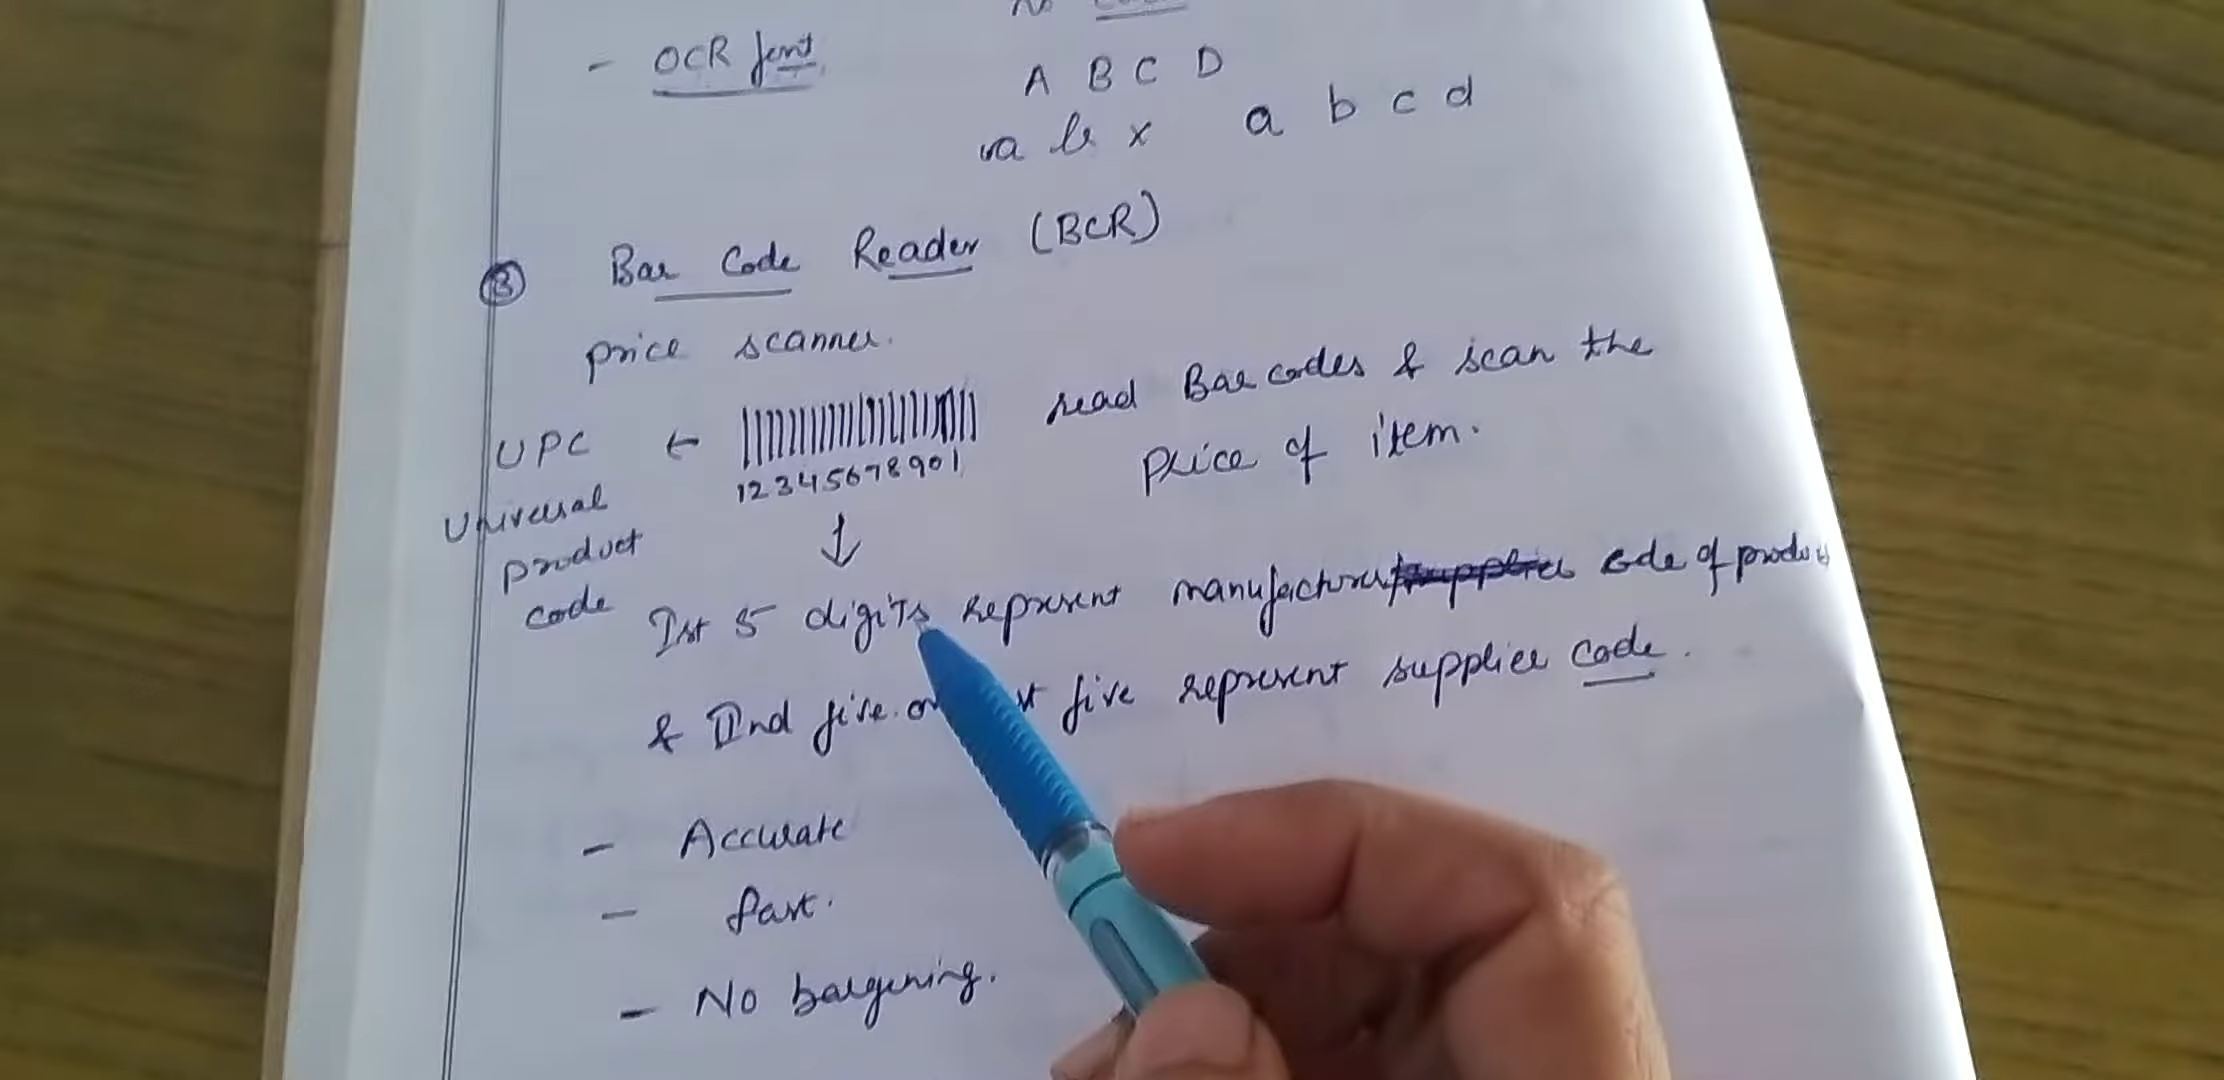 - OCR font
A B C D
a b x a b c d
③ Bar Code Reader (BCR)
price scanner.
read Bar codes & scan the
price of item.
UPC ←
12345678901
Universal
product
code
↓
Ist 5 digits represent manufacturer code of product
& IInd five five represent supplier code.
- Accurate
- fast.
- No bargening.